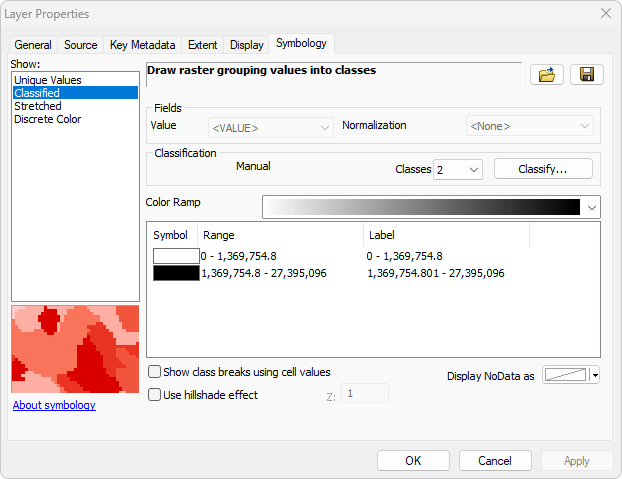 Layer Properties
General Source Key Metadata Extent Display Symbology
Show:
Unique Values
Classified
Stretched
Discrete Color
Draw raster grouping values into classes
Fields
Value <VALUE> Normalization <None>
Classification
Manual Classes 2 Classify...
Color Ramp
Symbol Range Label
0 - 1,369,754.8 0 - 1,369,754.8
1,369,754.8 - 27,395,096 1,369,754.801 - 27,395,096
Show class breaks using cell values
Display NoData as
Use hillshade effect Z: 1
About symbology
OK Cancel Apply